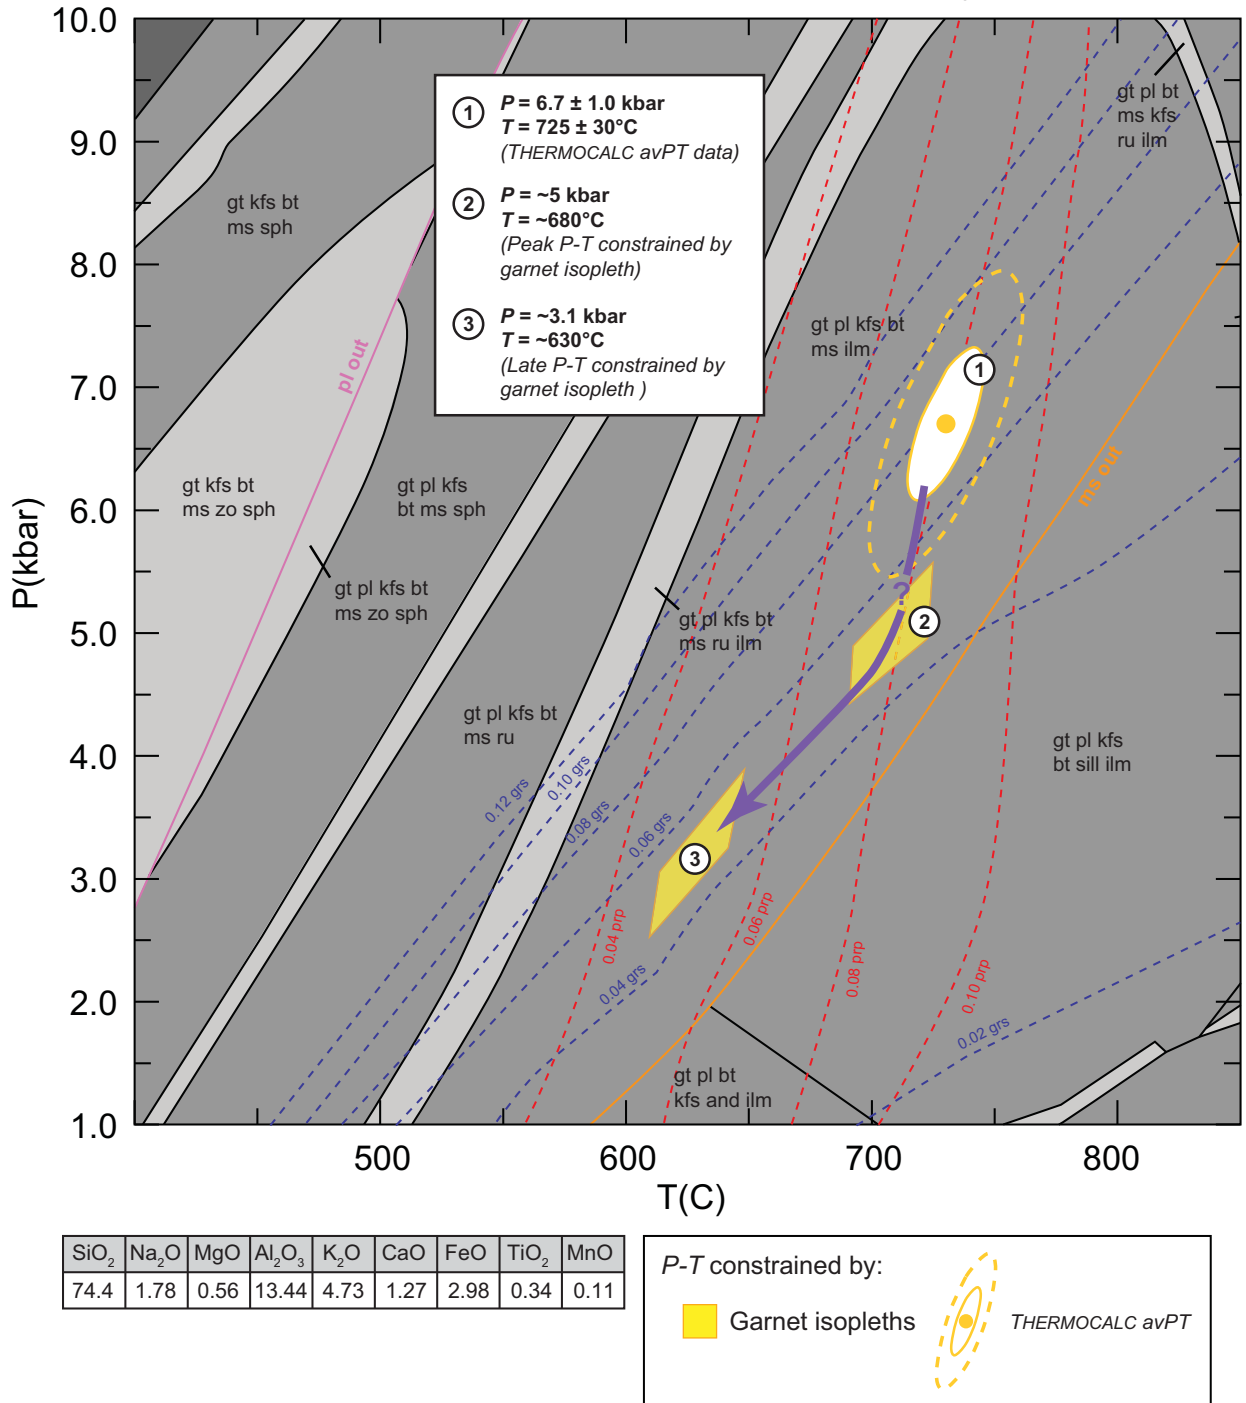 10.0
9.0
8.0
7.0
6.0
5.0
4.0
3.0
2.0
1.0
P(kbar)
500
600
700
800
T(C)
1
P = 6.7 ± 1.0 kbar
T = 725 ± 30°C
(THERMOCALC avPT data)
2
P = ~5 kbar
T = ~680°C
(Peak P-T constrained by
garnet isopleth)
3
P = ~3.1 kbar
T = ~630°C
(Late P-T constrained by
garnet isopleth )
gt pl bt
ms kfs
ru ilm
gt kfs bt
ms sph
pl out
gt pl kfs bt
ms ilm
1
ms out
gt kfs bt
ms zo sph
gt pl kfs
bt ms sph
gt pl kfs bt
ms zo sph
?
2
gt pl kfs bt
ms ru ilm
gt pl kfs bt
ms ru
gt pl kfs
bt sill ilm
0.12 grs
0.10 grs
0.08 grs
0.06 grs
3
0.04 grs
0.04 prp
0.06 prp
0.08 prp
0.10 prp
0.02 grs
gt pl bt
kfs and ilm
SiO2 Na2O MgO Al2O3 K2O CaO FeO TiO2 MnO
74.4 1.78 0.56 13.44 4.73 1.27 2.98 0.34 0.11
P-T constrained by:
Garnet isopleths
THERMOCALC avPT